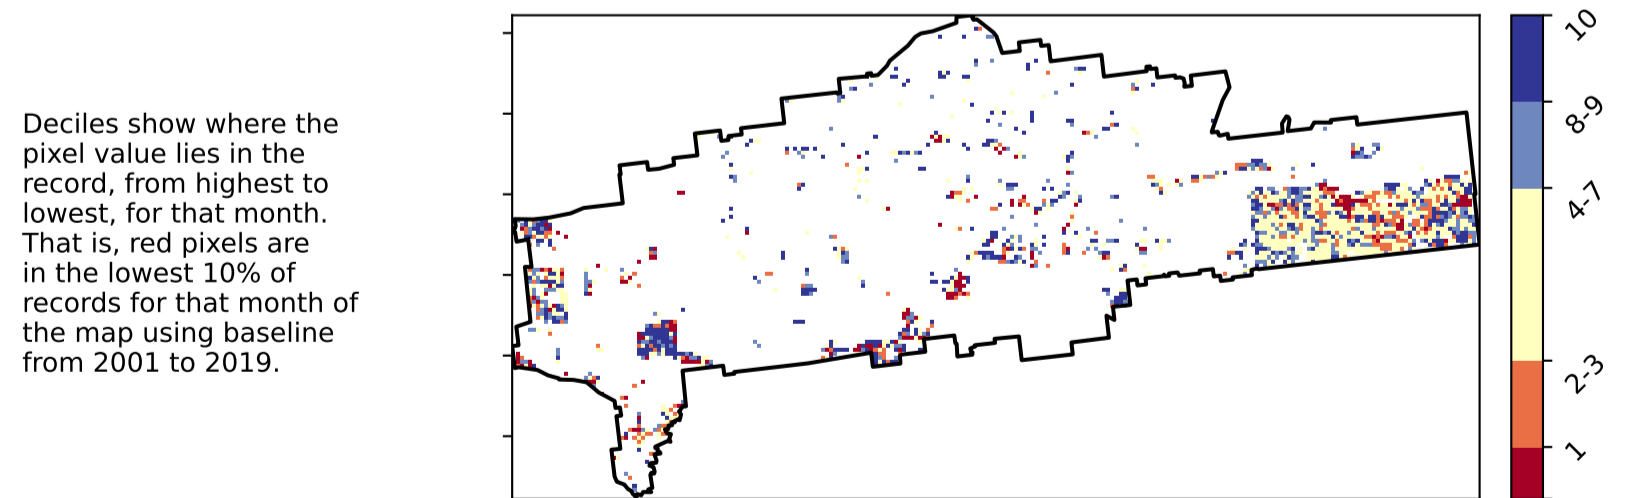 Deciles show where the
pixel value lies in the
record, from highest to
lowest, for that month.
That is, red pixels are
in the lowest 10% of
records for that month of
the map using baseline
from 2001 to 2019.
10
8-9
4-7
2-3
1